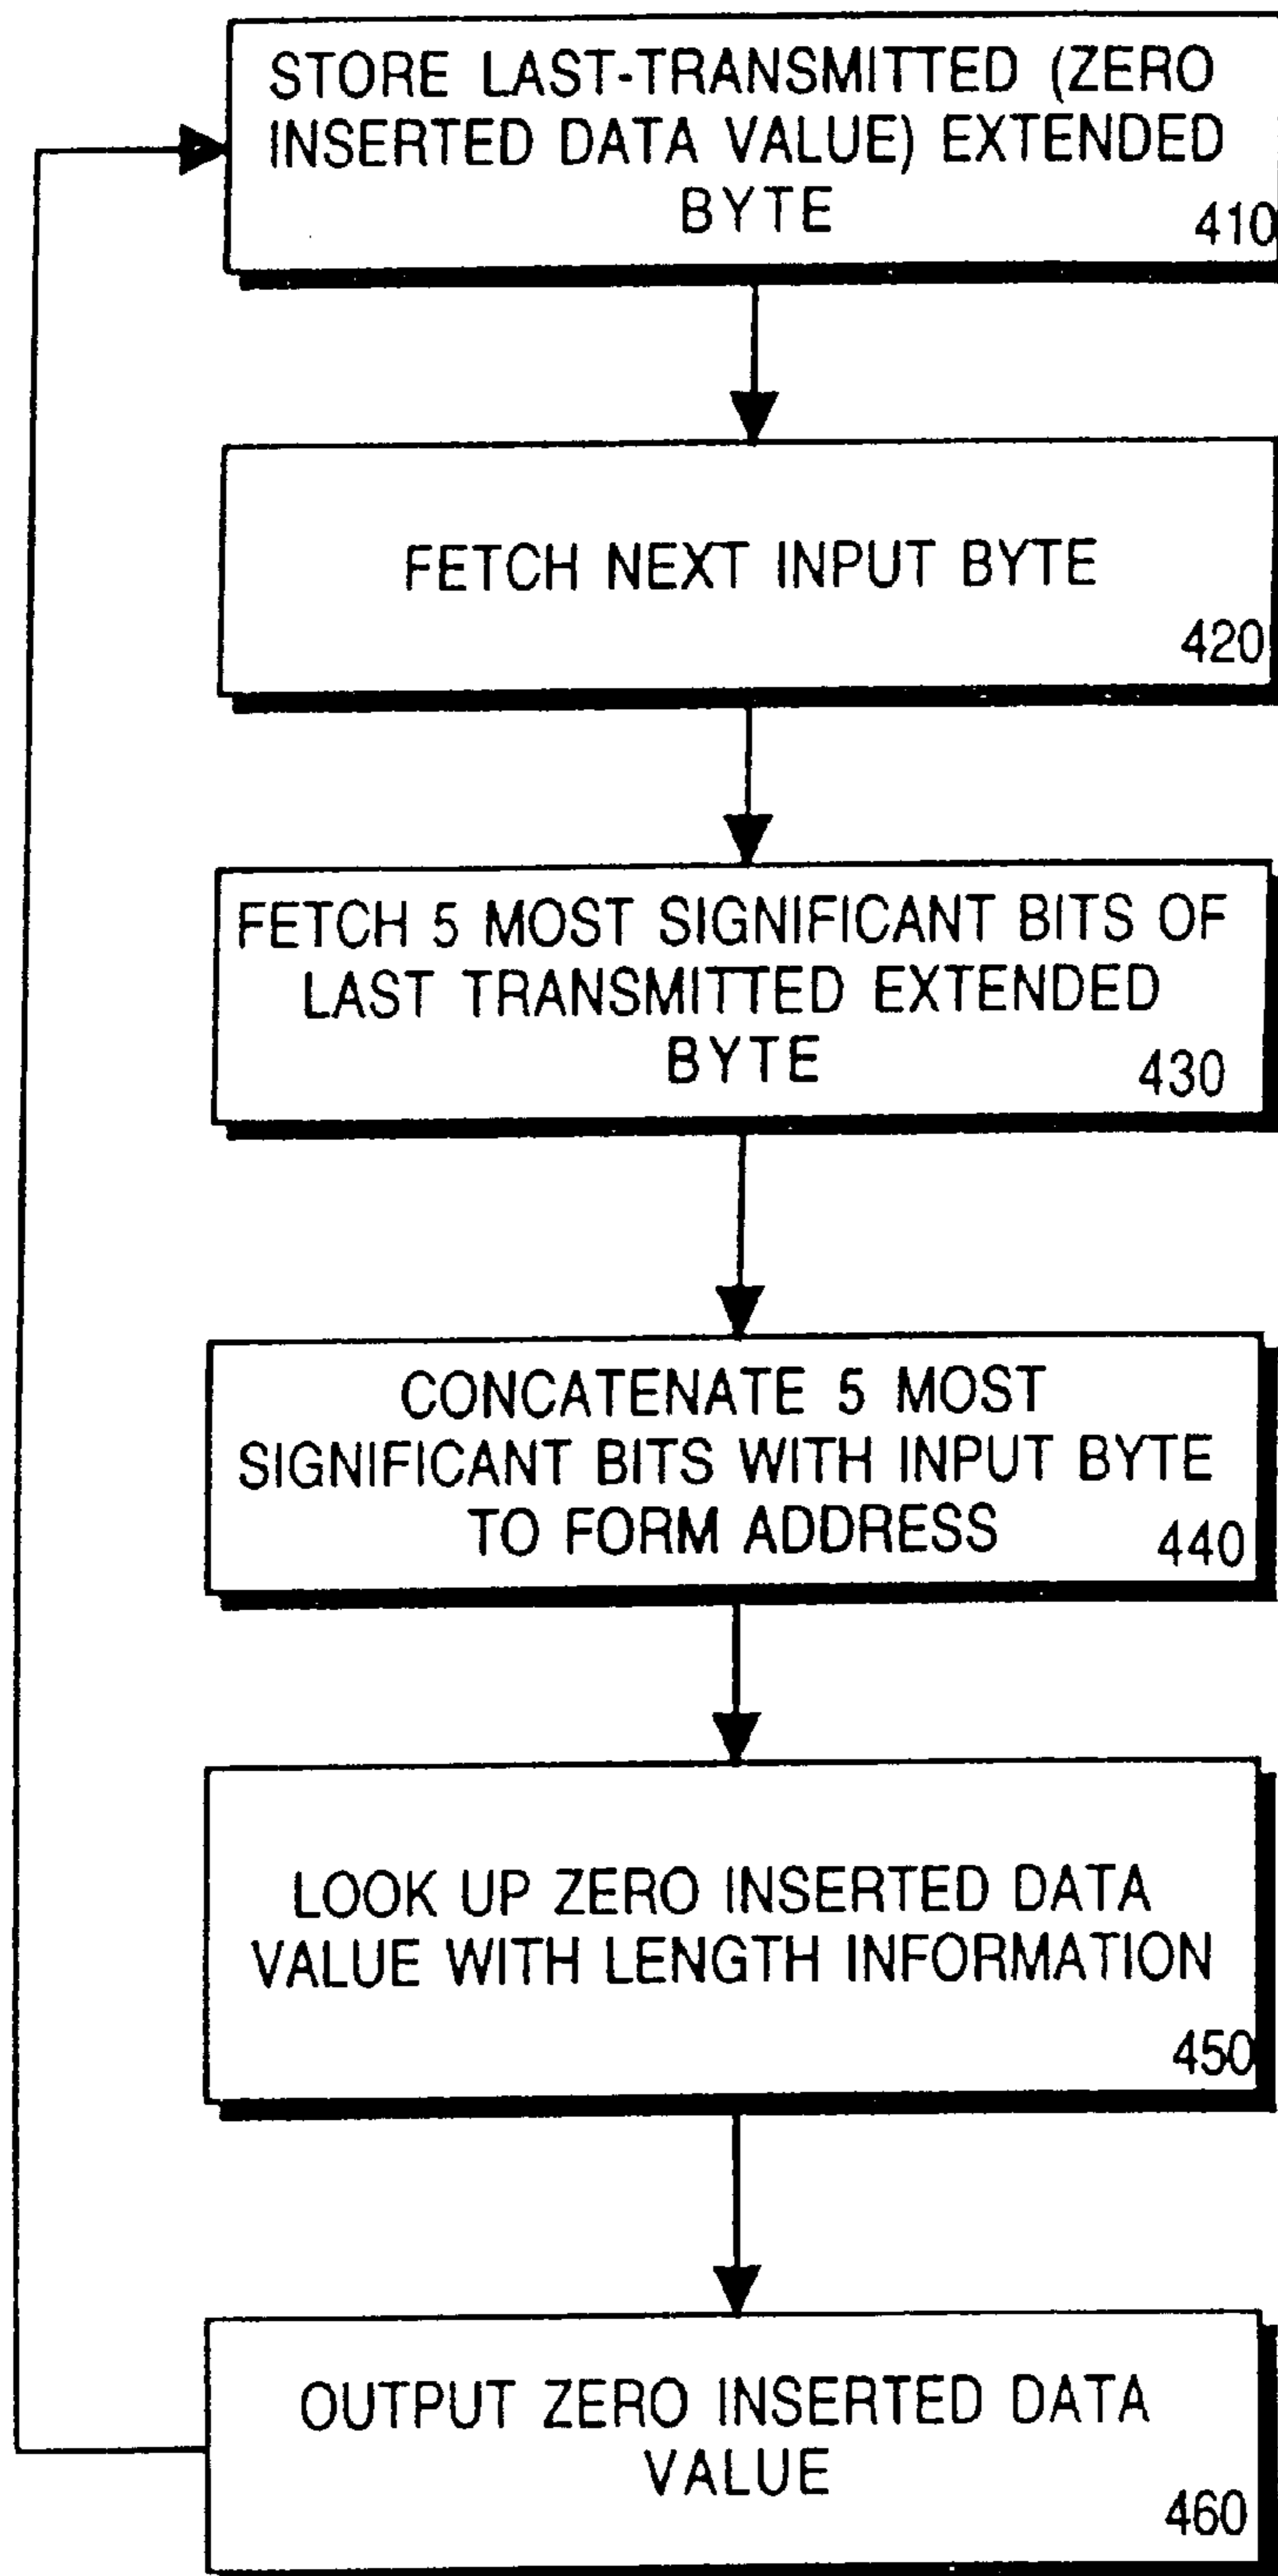 STORE LAST-TRANSMITTED (ZERO
INSERTED DATA VALUE) EXTENDED
BYTE
410
FETCH NEXT INPUT BYTE
420
FETCH 5 MOST SIGNIFICANT BITS OF
LAST TRANSMITTED EXTENDED
BYTE
430
CONCATENATE 5 MOST
SIGNIFICANT BITS WITH INPUT BYTE
TO FORM ADDRESS
440
LOOK UP ZERO INSERTED DATA
VALUE WITH LENGTH INFORMATION
450
OUTPUT ZERO INSERTED DATA
VALUE
460